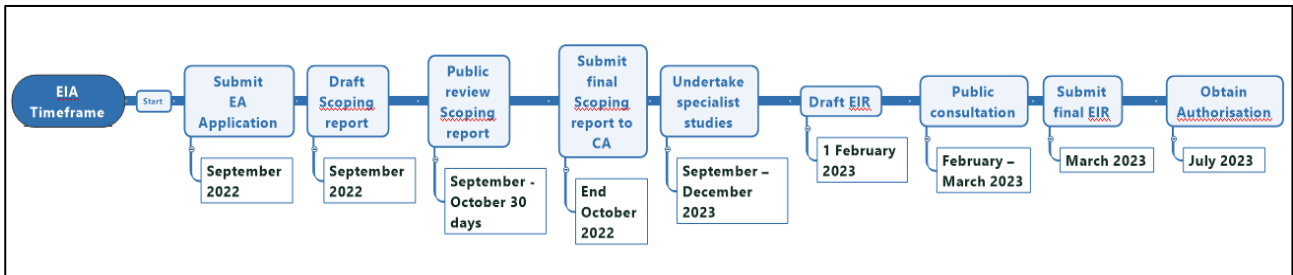 EIA
Timeframe
Start
Submit
EA
Application
September
2022
Draft
Scoping
report
September
2022
Public
review
Scoping
report
September -
October 30
days
Submit
final
Scoping
report to
CA
End
October
2022
Undertake
specialist
studies
September –
December
2023
Draft EIR
1 February
2023
Public
consultation
February –
March 2023
Submit
final EIR
March 2023
Obtain
Authorisation
July 2023